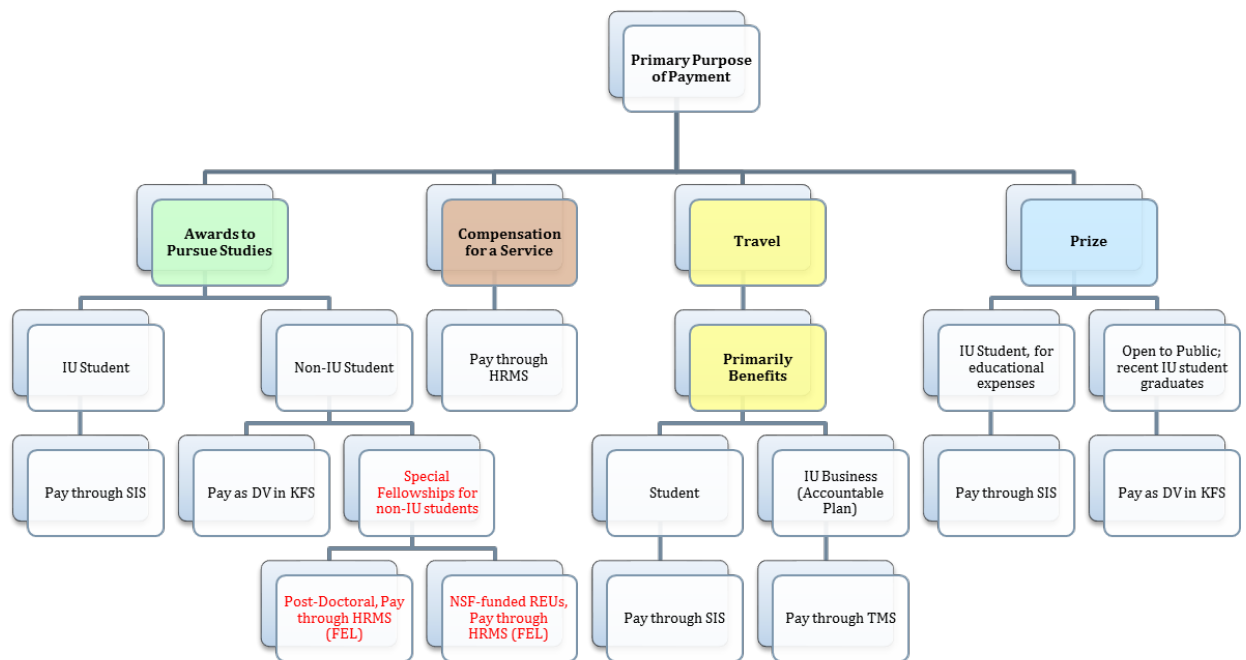 Primary Purpose
of Payment
Awards to
Pursue Studies
Compensation
for a Service
Travel
Prize
IU Student
Non-IU Student
Pay through
HRMS
Primarily
Benefits
IU Student, for
educational
expenses
Open to Public;
recent IU student
graduates
Pay through SIS
Pay as DV in KFS
Special
Fellowships for
non-IU students
Student
IU Business
(Accountable
Plan)
Pay through SIS
Pay as DV in KFS
Post-Doctoral, Pay
through HRMS
(FEL)
NSF-funded REUs,
Pay through
HRMS (FEL)
Pay through SIS
Pay through TMS